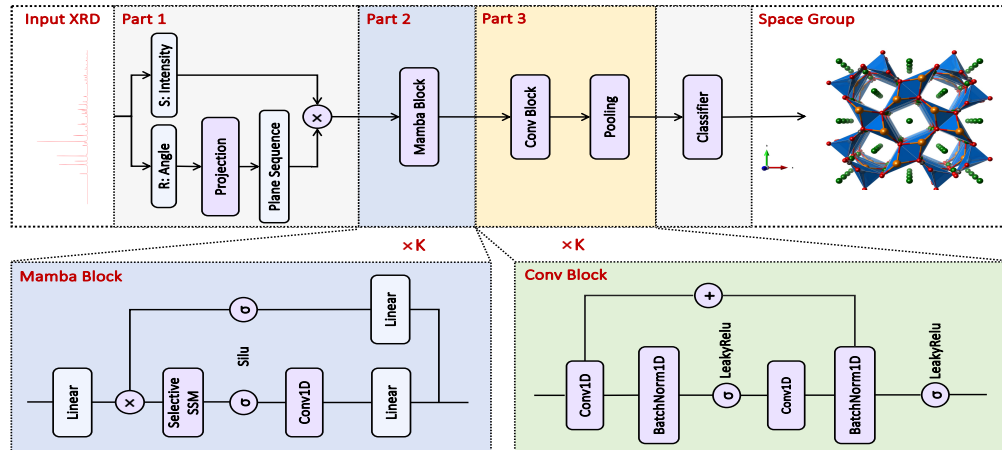 Input XRD
Part 1
Part 2
Part 3
Space Group
S: Intensity
R: Angle
Projection
Plane Sequence
×
Mamba Block
Conv Block
Pooling
Classifier
×K
×K
Mamba Block
Linear
×
Selective
SSM
σ
Silu
σ
Conv1D
Linear
Linear
Conv Block
Conv1D
+
BatchNorm1D
LeakyRelu
σ
Conv1D
BatchNorm1D
LeakyRelu
σ